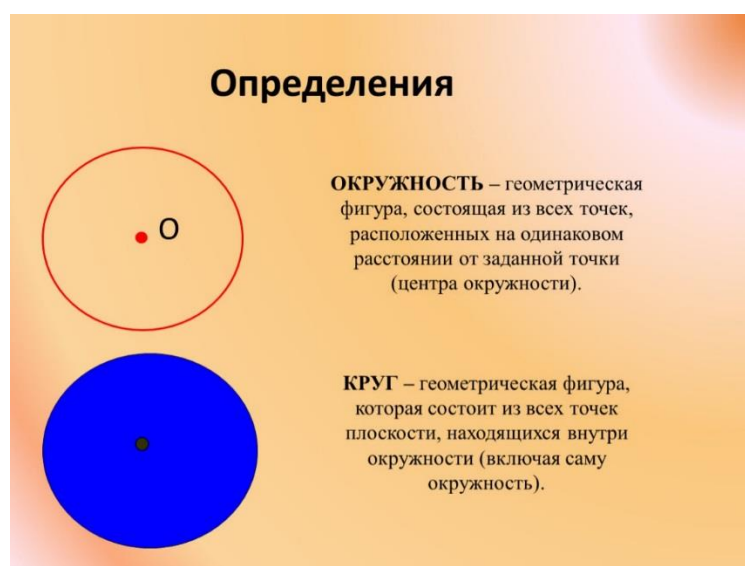 Определения
О
ОКРУЖНОСТЬ – геометрическая
фигура, состоящая из всех точек,
расположенных на одинаковом
расстоянии от заданной точки
(центра окружности).
КРУГ – геометрическая фигура,
которая состоит из всех точек
плоскости, находящихся внутри
окружности (включая саму
окружность).